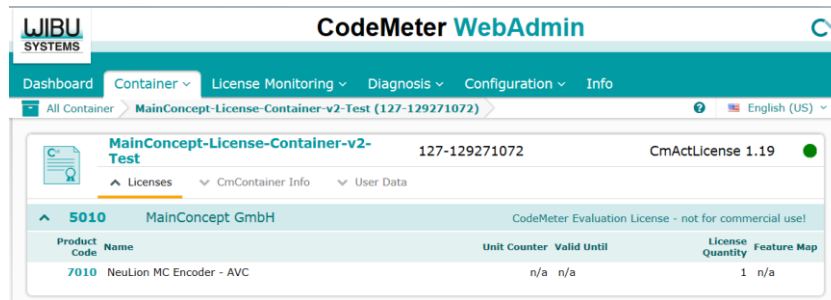 WIBU
SYSTEMS
CodeMeter WebAdmin
Dashboard Container License Monitoring Diagnosis Configuration Info
All Container MainConcept-License-Container-v2-Test (127-129271072) ? English (US)
MainConcept-License-Container-v2-
Test 127-129271072 CmActLicense 1.19
Licenses CmContainer Info User Data
5010 MainConcept GmbH CodeMeter Evaluation License - not for commercial use!
Product
Code Name Unit Counter Valid Until License
Quantity Feature Map
7010 NeuLion MC Encoder - AVC n/a n/a 1 n/a